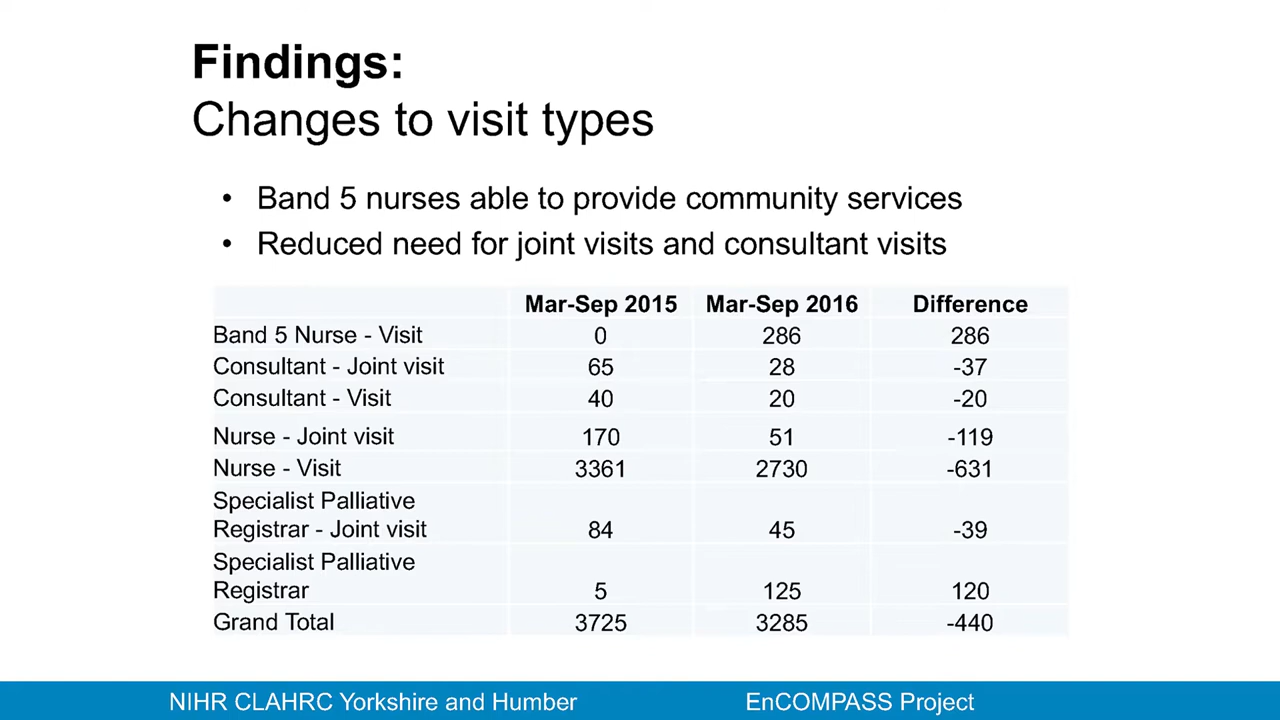 Findings:
Changes to visit types
• Band 5 nurses able to provide community services
• Reduced need for joint visits and consultant visits
Mar-Sep 2015 Mar-Sep 2016 Difference
Band 5 Nurse - Visit 0 286 286
Consultant - Joint visit 65 28 -37
Consultant - Visit 40 20 -20
Nurse - Joint visit 170 51 -119
Nurse - Visit 3361 2730 -631
Specialist Palliative
Registrar - Joint visit 84 45 -39
Specialist Palliative
Registrar 5 125 120
Grand Total 3725 3285 -440
NIHR CLAHRC Yorkshire and Humber EnCOMPASS Project